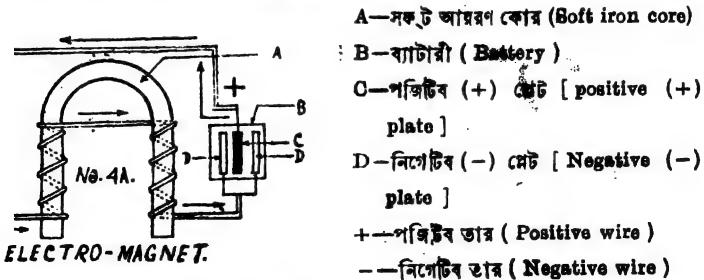 A—সফ্‌ট আয়রণ কোর (Soft iron core)
B—ব্যাটারী ( Battery )
C—পজিটিব (+) প্লেট [ positive (+)
plate ]
D—নিগেটিব (−) প্লেট [ Negative (−)
plate ]
+—পজিটিব তার ( Positive wire )
−—নিগেটিব তার ( Negative wire )
A
+
B
C
D
D
No. 4A.
ELECTRO-MAGNET.